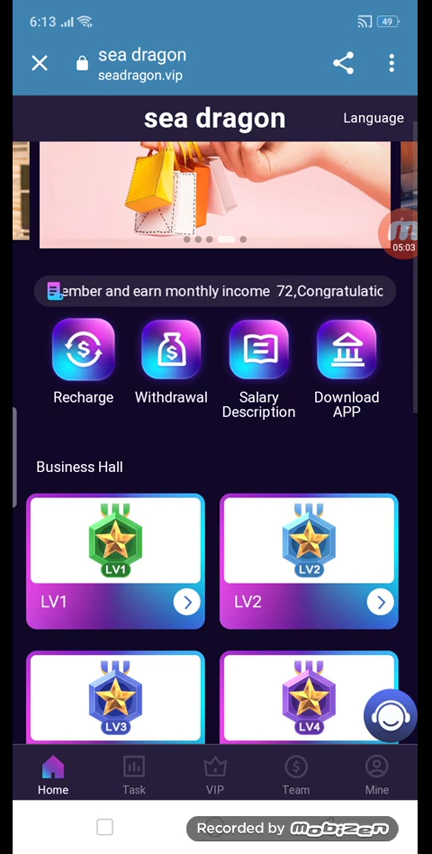 6:13
49
sea dragon
seadragon.vip
sea dragon
Language
05:03
ember and earn monthly income 72,Congratulatic
Recharge
Withdrawal
Salary
Description
Download
APP
Business Hall
LV1
LV2
LV1
LV2
LV3
LV4
Home
Task
VIP
Team
Mine
Recorded by mobizen